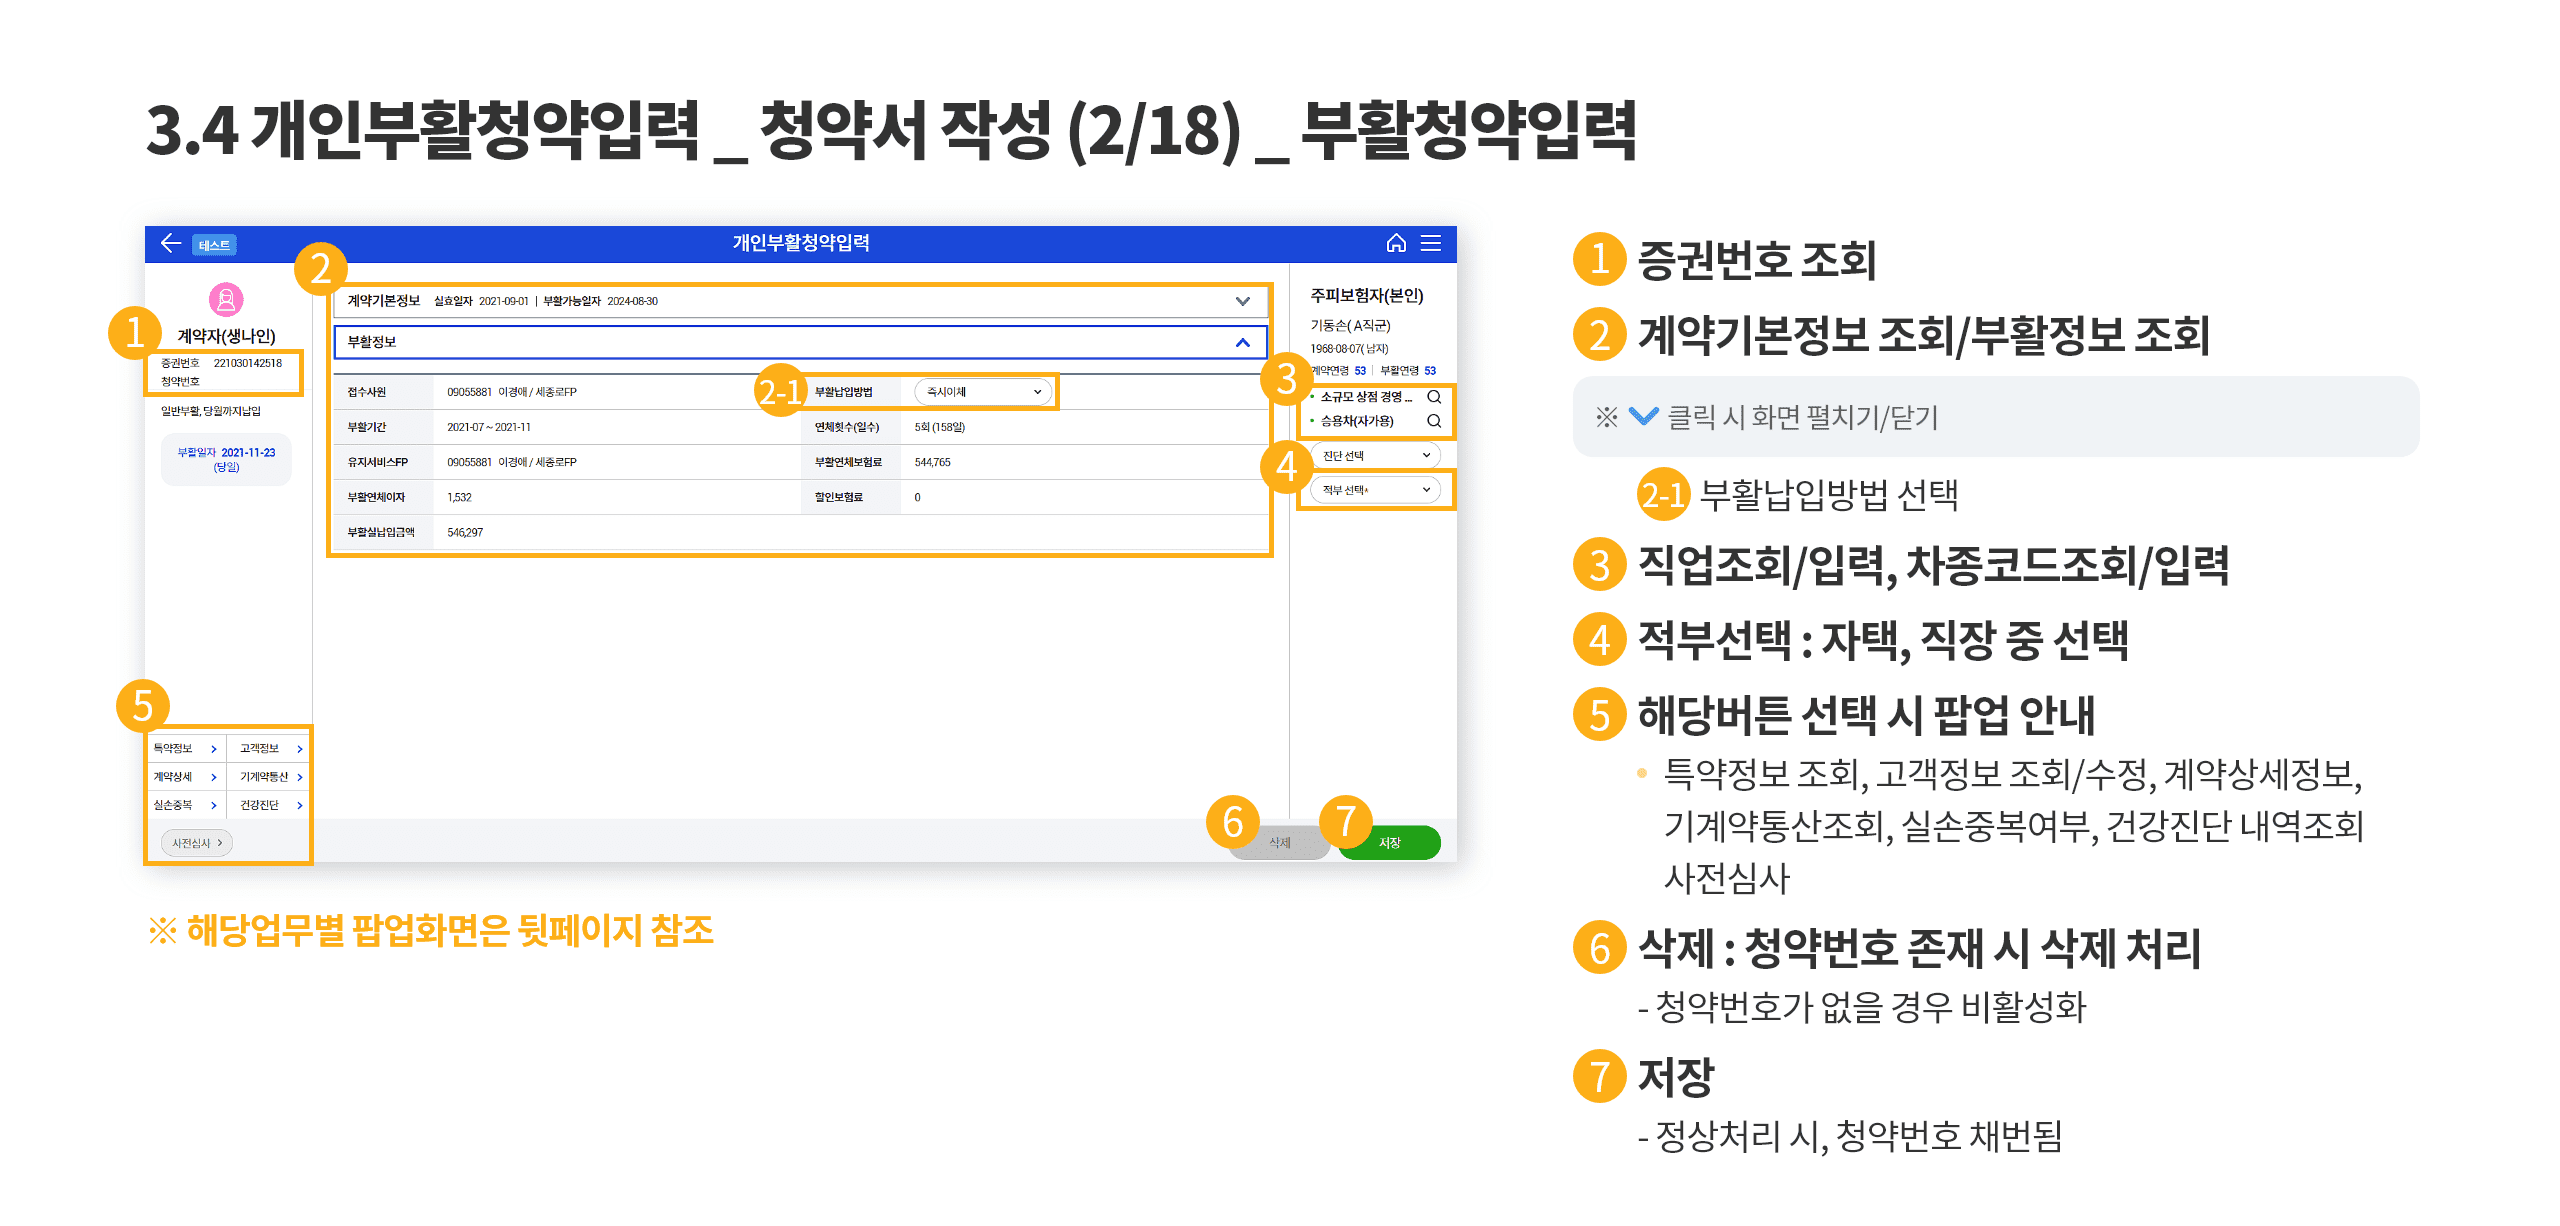 3.4 개인부활청약입력 _ 청약서 작성 (2/18) _ 부활청약입력
테스트
개인부활청약입력
1
계약자(생나인)
증권번호 221030142518
청약번호
일반부활, 당월까지납입
부활일자 2021-11-23
(당일)
5
특약정보 고객정보
계약상세 기계약통산
실손중복 건강진단
사전심사
2
계약기본정보 실효일자 2021-09-01 | 부활가능일자 2024-08-30
부활정보
접수사원 09055881 이경애 / 세종로FP 2-1 부활납입방법 즉시이체
부활기간 2021-07 ~ 2021-11 연체횟수(일수) 5회 (158일)
유지서비스FP 09055881 이경애 / 세종로FP 부활연체보험료 544,765
부활연체이자 1,532 할인보험료 0
부활실납입금액 546,297
주피보험자(본인)
기동손( A직군)
1968-08-07( 남자)
계약연령 53 | 부활연령 53
3
소규모 상점 경영 ...
승용차(자가용)
진단 선택
4
적부 선택*
6 삭제
7 저장
※ 해당업무별 팝업화면은 뒷페이지 참조
1 증권번호 조회
2 계약기본정보 조회/부활정보 조회
※ 클릭 시 화면 펼치기/닫기
2-1 부활납입방법 선택
3 직업조회/입력, 차종코드조회/입력
4 적부선택 : 자택, 직장 중 선택
5 해당버튼 선택 시 팝업 안내
• 특약정보 조회, 고객정보 조회/수정, 계약상세정보,
기계약통산조회, 실손중복여부, 건강진단 내역조회
사전심사
6 삭제 : 청약번호 존재 시 삭제 처리
- 청약번호가 없을 경우 비활성화
7 저장
- 정상처리 시, 청약번호 채번됨